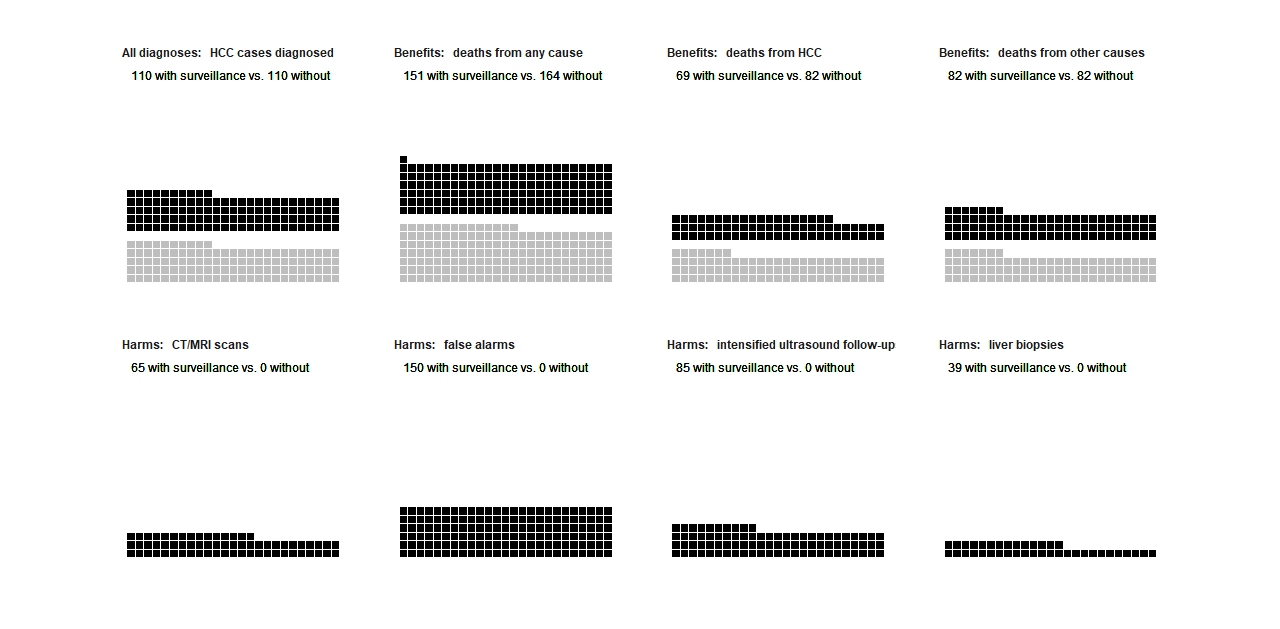 All diagnoses: HCC cases diagnosed
110 with surveillance vs. 110 without
Benefits: deaths from any cause
151 with surveillance vs. 164 without
Benefits: deaths from HCC
69 with surveillance vs. 82 without
Benefits: deaths from other causes
82 with surveillance vs. 82 without
Harms: CT/MRI scans
65 with surveillance vs. 0 without
Harms: false alarms
150 with surveillance vs. 0 without
Harms: intensified ultrasound follow-up
85 with surveillance vs. 0 without
Harms: liver biopsies
39 with surveillance vs. 0 without